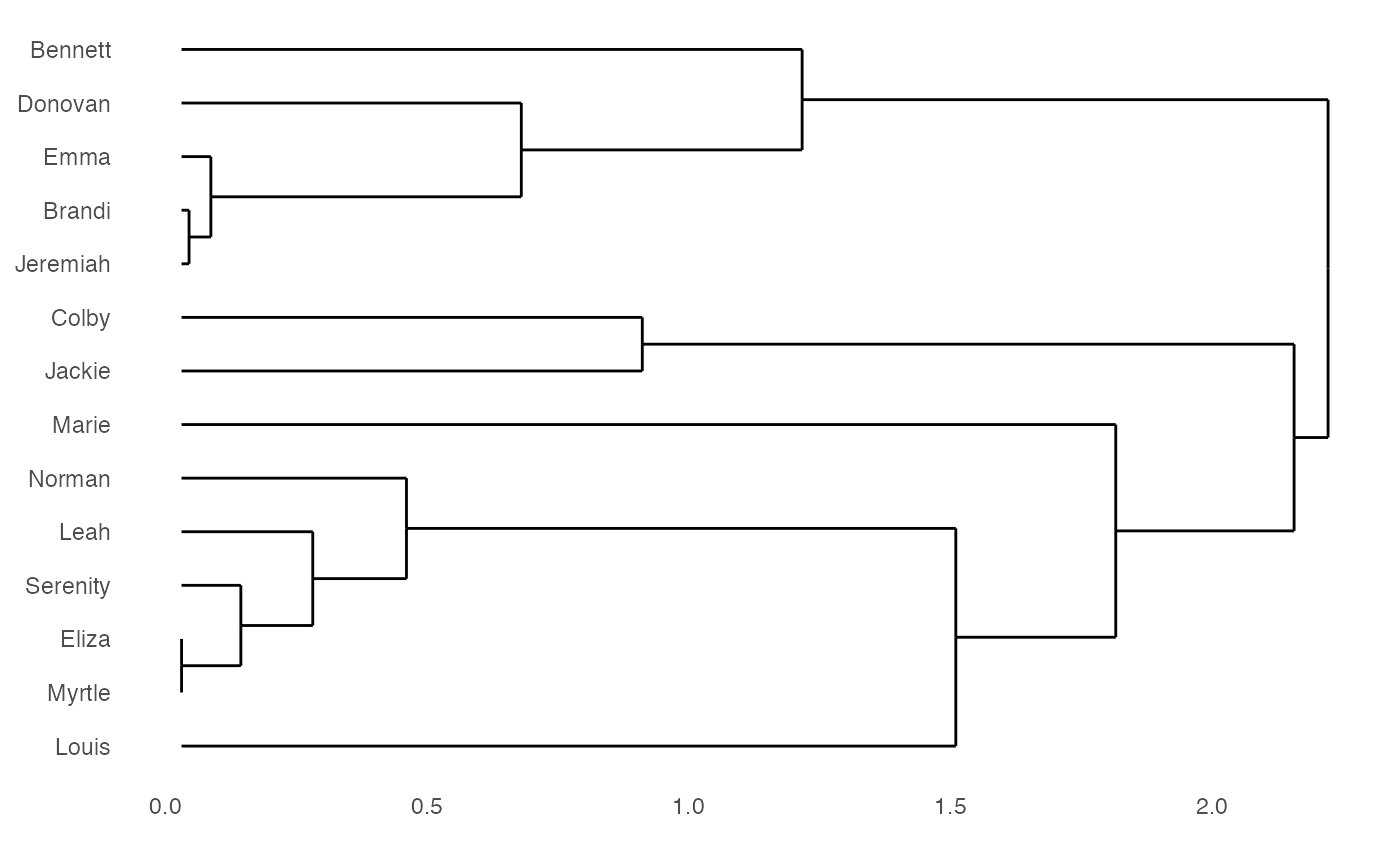 Bennett
Donovan
Emma
Brandi
Jeremiah
Colby
Jackie
Marie
Norman
Leah
Serenity
Eliza
Myrtle
Louis
0.0 0.5 1.0 1.5 2.0